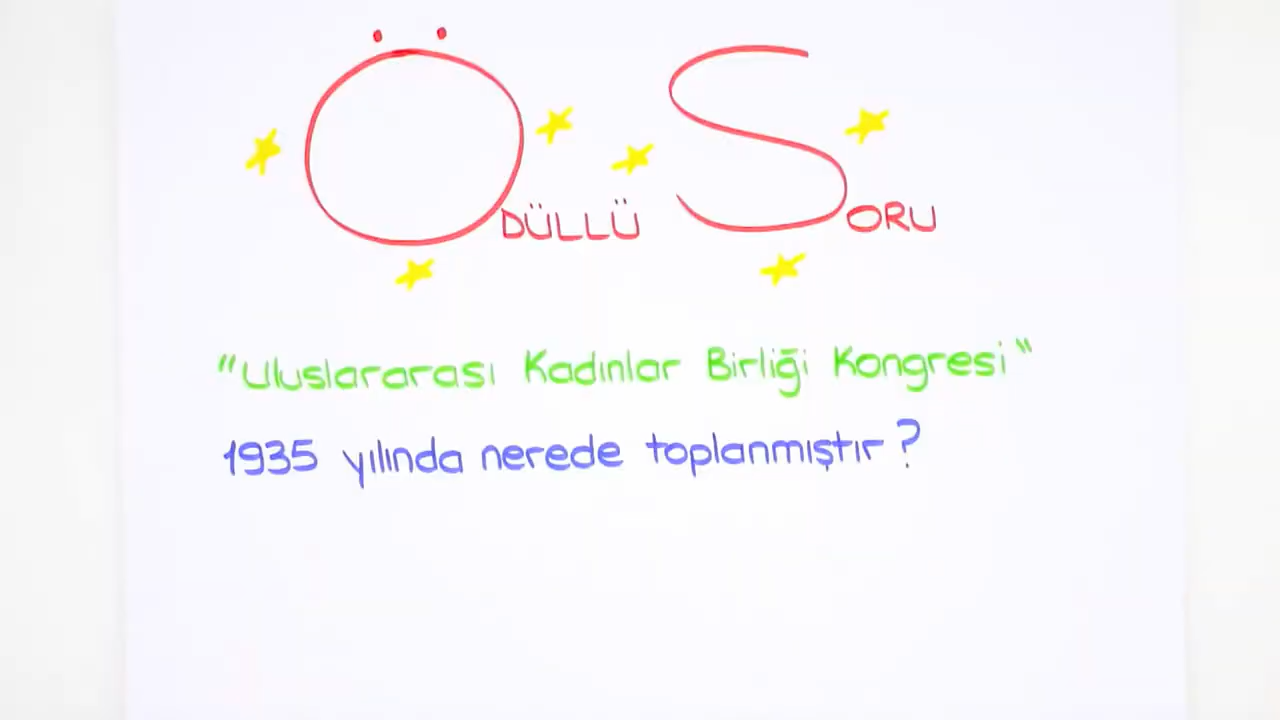 ÖDÜLLÜ SORU
"Uluslararası Kadınlar Birliği Kongresi"
1935 yılında nerede toplanmıştır?